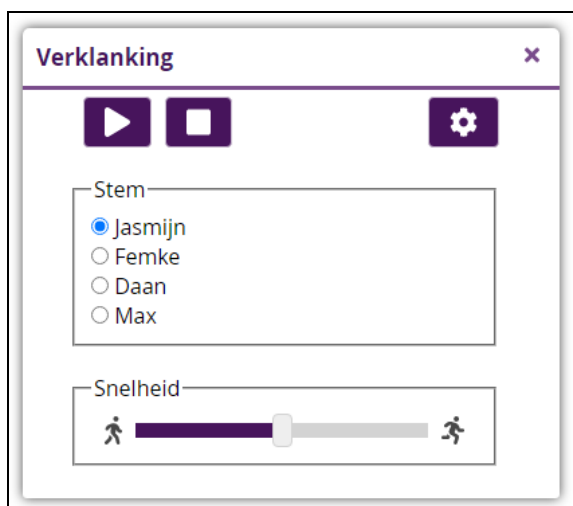 Verklanking
Stem
Jasmijn
Femke
Daan
Max
Snelheid